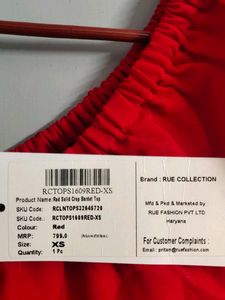 RCTOPS1609RED-XS
Product Name: Red Solid Crop Bardot Top
SKU Code: RCLNTOPS32645720
SKU Code: RCTOPS1609RED-XS
Colour: Red
MRP: 799.0
Size: XS
Quantity: 1 Pc
Brand : RUE COLLECTION
Mfd & Pkd & Marketed by
RUE FASHION PVT LTD
Haryana
For Customer Complaints :
Email : pritam@ruefashion.com